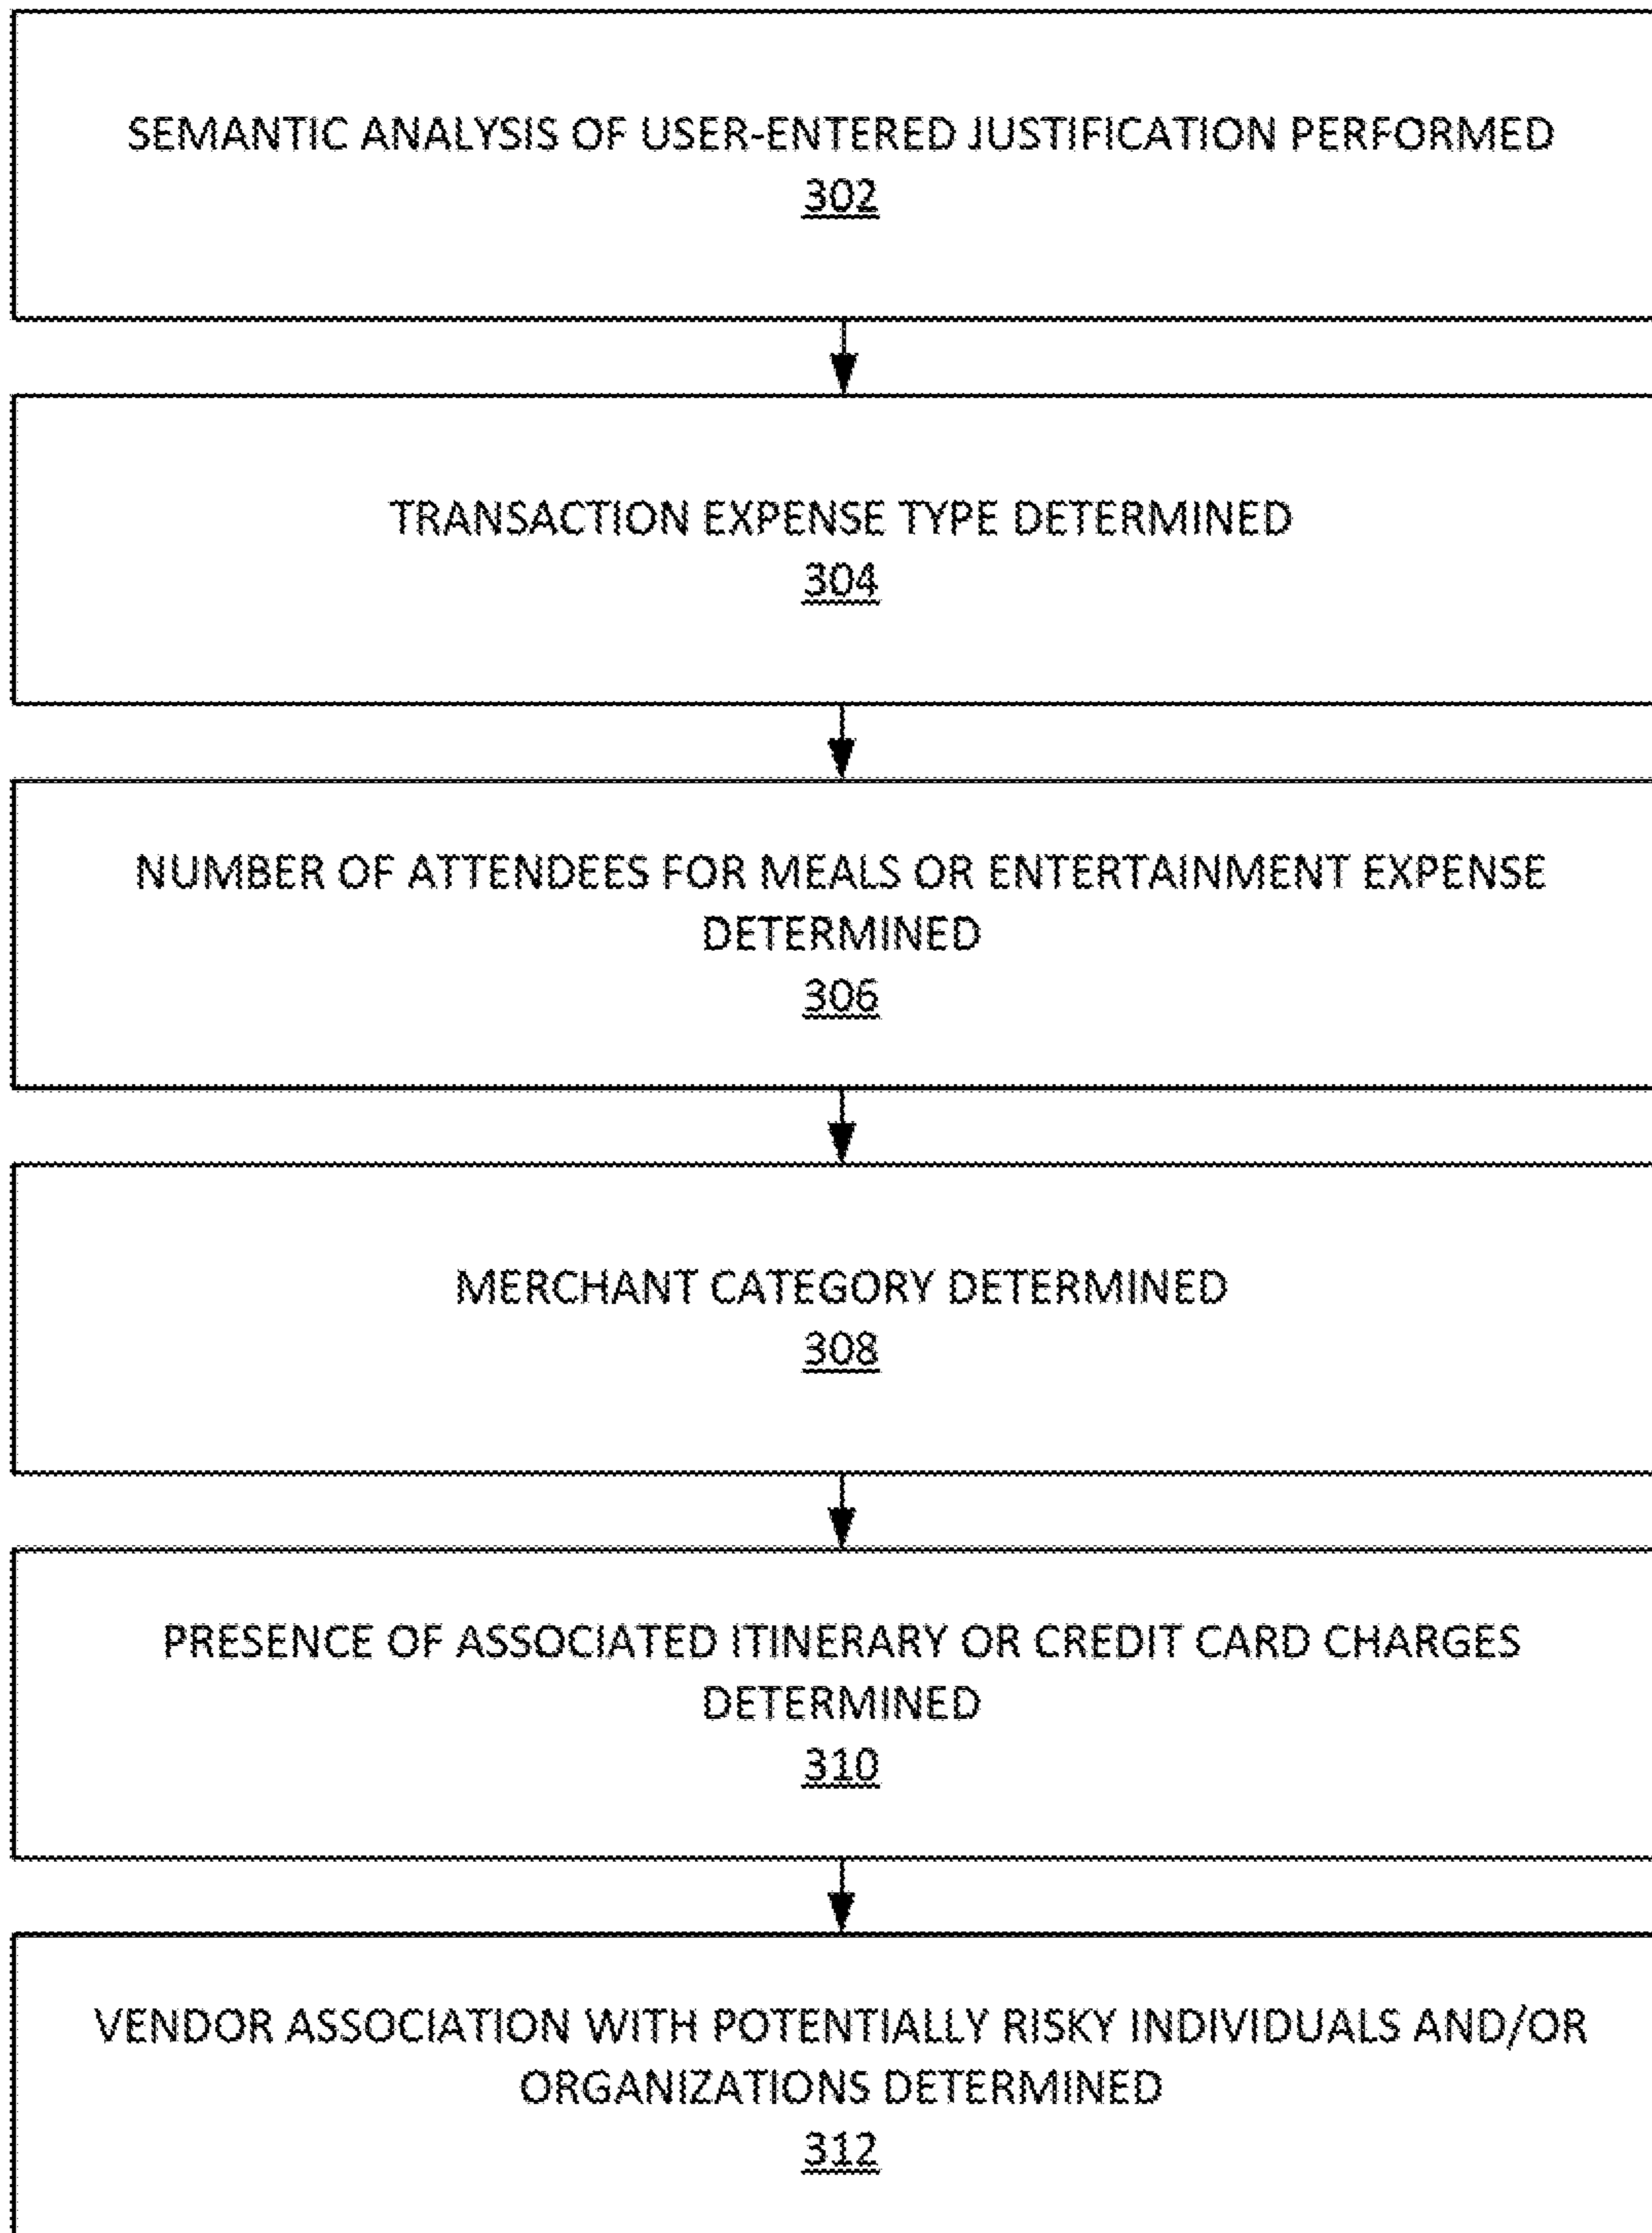 SEMANTIC ANALYSIS OF USER-ENTERED JUSTIFICATION PERFORMED
302
TRANSACTION EXPENSE TYPE DETERMINED
304
NUMBER OF ATTENDEES FOR MEALS OR ENTERTAINMENT EXPENSE
DETERMINED
306
MERCHANT CATEGORY DETERMINED
308
PRESENCE OF ASSOCIATED ITINERARY OR CREDIT CARD CHARGES
DETERMINED
310
VENDOR ASSOCIATION WITH POTENTIALLY RISKY INDIVIDUALS AND/OR
ORGANIZATIONS DETERMINED
312